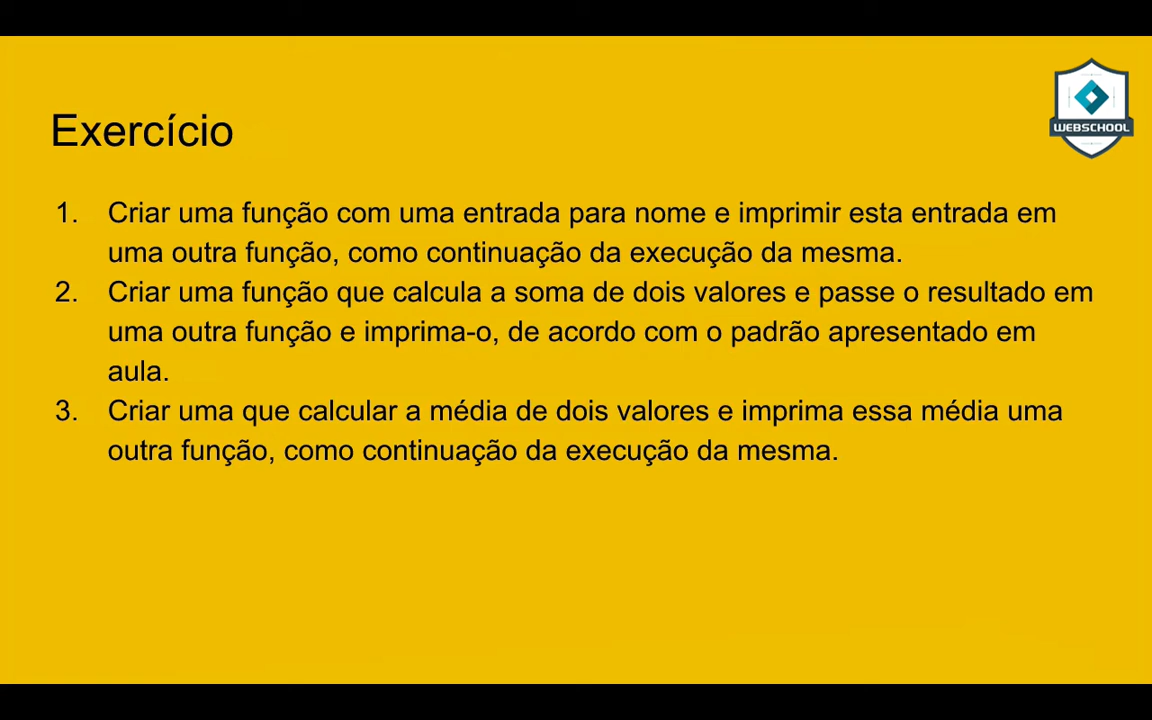 WEBSCHOOL
Exercício
1. Criar uma função com uma entrada para nome e imprimir esta entrada em
uma outra função, como continuação da execução da mesma.
2. Criar uma função que calcula a soma de dois valores e passe o resultado em
uma outra função e imprima-o, de acordo com o padrão apresentado em
aula.
3. Criar uma que calcular a média de dois valores e imprima essa média uma
outra função, como continuação da execução da mesma.